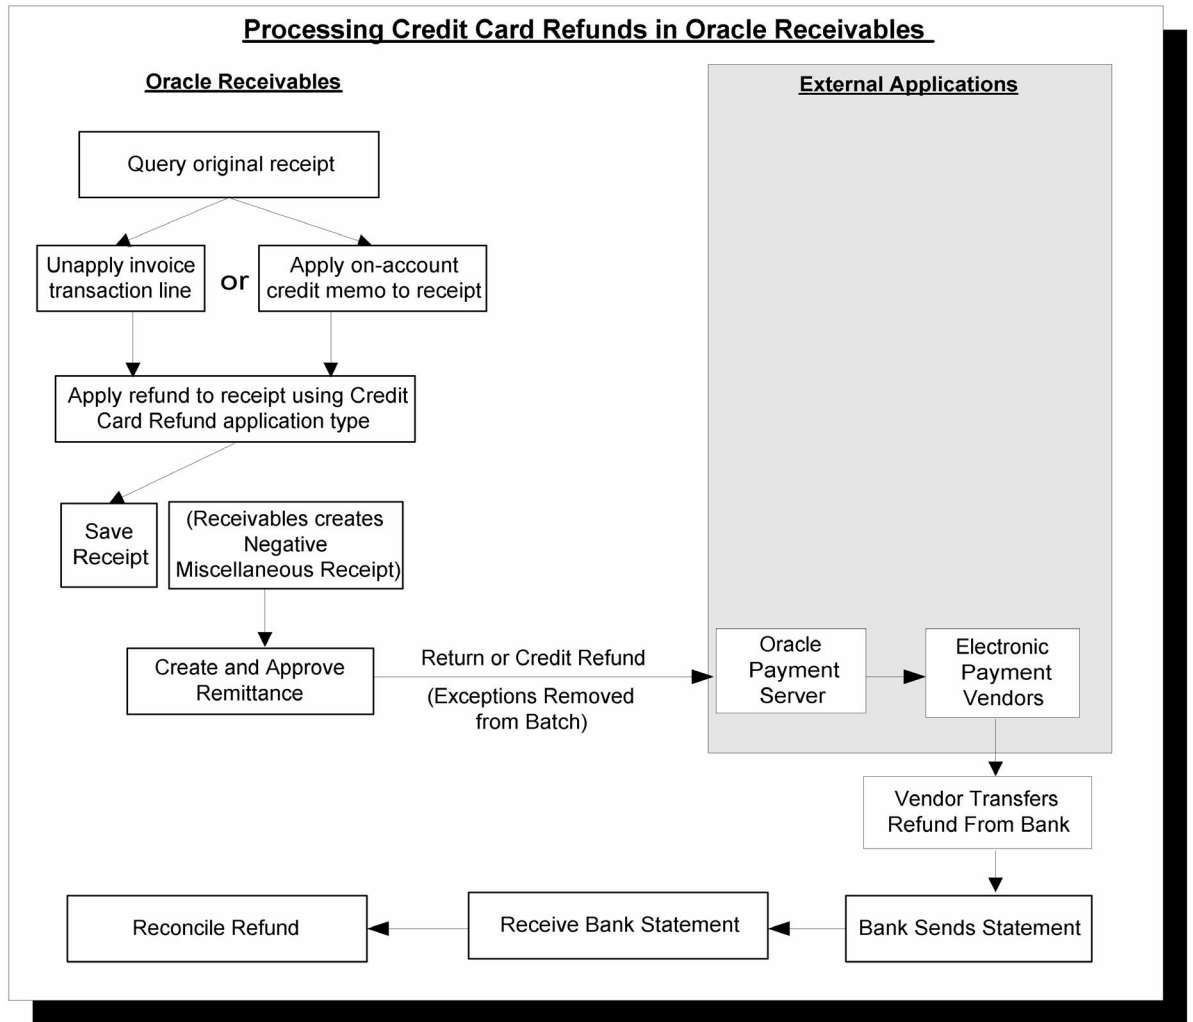 Processing Credit Card Refunds in Oracle Receivables
Oracle Receivables
External Applications
Query original receipt
Unapply invoice
transaction line
or
Apply on-account
credit memo to receipt
Apply refund to receipt using Credit
Card Refund application type
Save
Receipt
(Receivables creates
Negative
Miscellaneous Receipt)
Create and Approve
Remittance
Return or Credit Refund
(Exceptions Removed
from Batch)
Oracle
Payment
Server
Electronic
Payment
Vendors
Vendor Transfers
Refund From Bank
Bank Sends Statement
Receive Bank Statement
Reconcile Refund